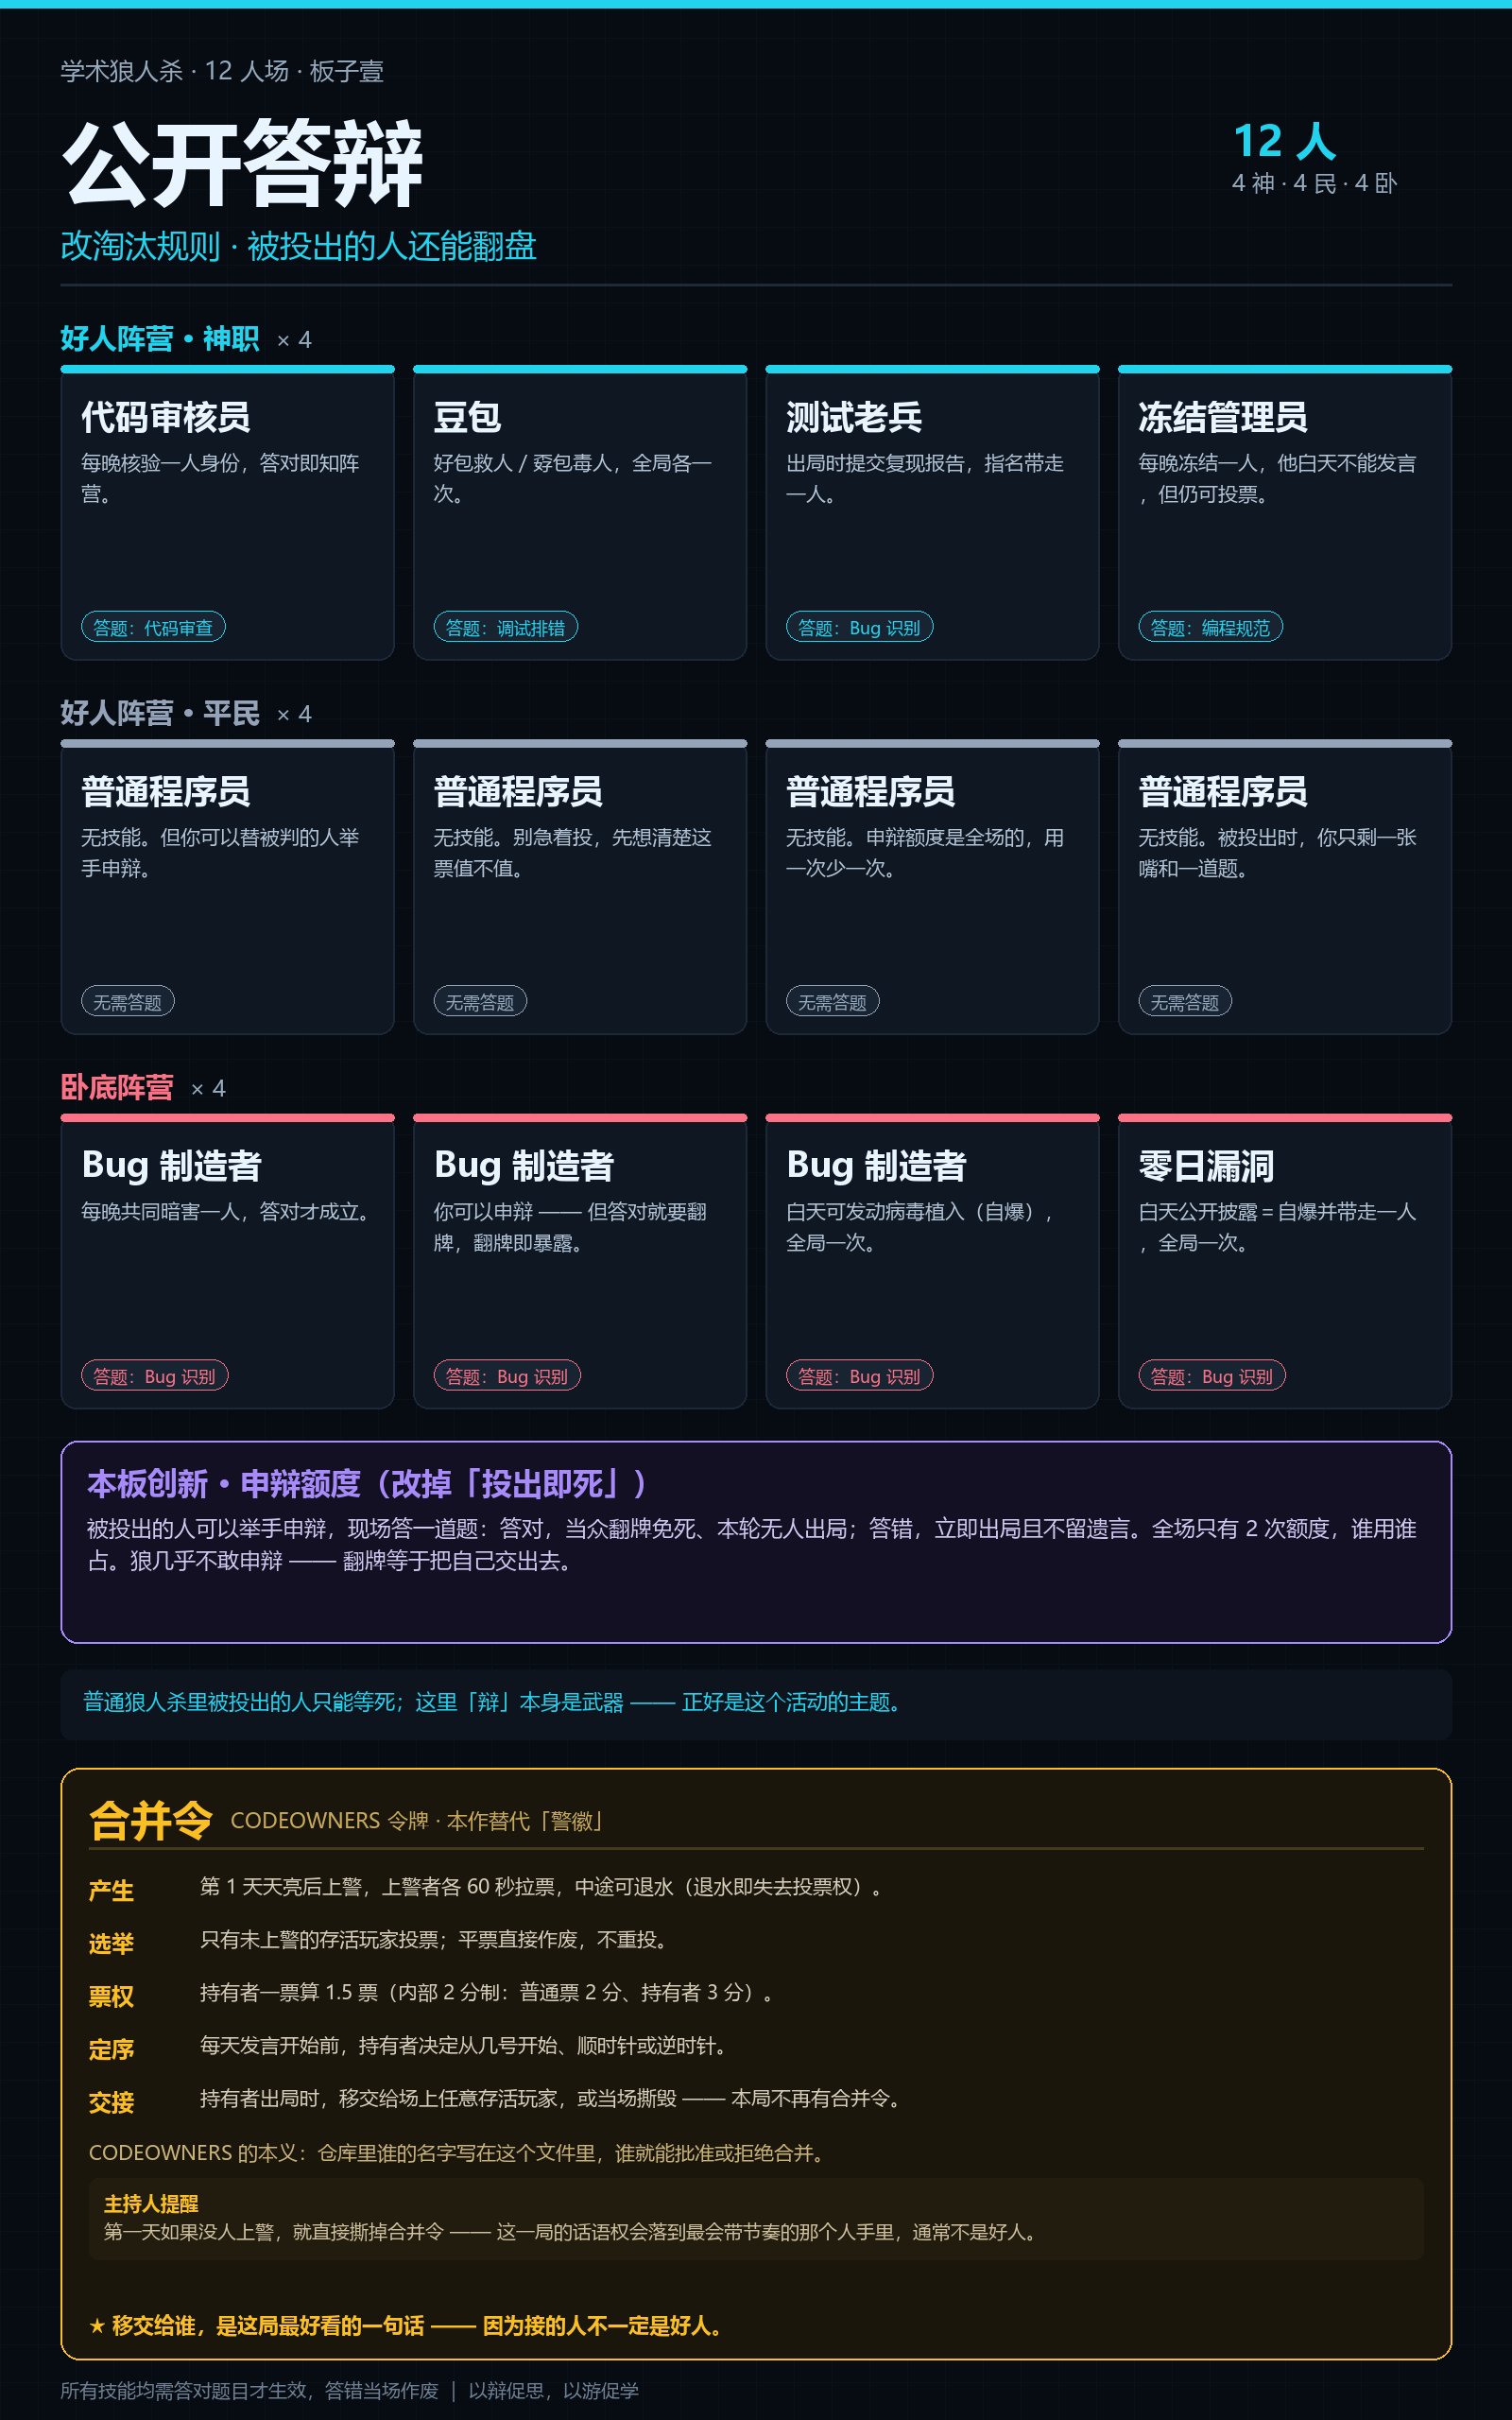 学术狼人杀 · 12 人场 · 板子壹
公开答辩
12 人
4 神 · 4 民 · 4 卧
改淘汰规则 · 被投出的人还能翻盘
好人阵营 • 神职 × 4
代码审核员
每晚核验一人身份，答对即知阵
营。
答题：代码审查
豆包
好包救人 / 孬包毒人，全局各一
次。
答题：调试排错
测试老兵
出局时提交复现报告，指名带走
一人。
答题：Bug 识别
冻结管理员
每晚冻结一人，他白天不能发言
，但仍可投票。
答题：编程规范
好人阵营 • 平民 × 4
普通程序员
无技能。但你可以替被判的人举
手申辩。
无需答题
普通程序员
无技能。别急着投，先想清楚这
票值不值。
无需答题
普通程序员
无技能。申辩额度是全场的，用
一次少一次。
无需答题
普通程序员
无技能。被投出时，你只剩一张
嘴和一道题。
无需答题
卧底阵营 × 4
Bug 制造者
每晚共同暗害一人，答对才成立。
答题：Bug 识别
Bug 制造者
你可以申辩 —— 但答对就要翻
牌，翻牌即暴露。
答题：Bug 识别
Bug 制造者
白天可发动病毒植入（自爆），
全局一次。
答题：Bug 识别
零日漏洞
白天公开披露 = 自爆并带走一人
，全局一次。
答题：Bug 识别
本板创新 • 申辩额度（改掉「投出即死」）
被投出的人可以举手申辩，现场答一道题：答对，当众翻牌免死、本轮无人出局；答错，立即出局且不留遗言。全场只有 2 次额度，谁用谁
占。狼几乎不敢申辩 —— 翻牌等于把自己交出去。
普通狼人杀里被投出的人只能等死；这里「辩」本身是武器 —— 正好是这个活动的主题。
合并令 CODEOWNERS 令牌 · 本作替代「警徽」
产生 第 1 天天亮后上警，上警者各 60 秒拉票，中途可退水（退水即失去投票权）。
选举 只有未上警的存活玩家投票；平票直接作废，不重投。
票权 持有者一票算 1.5 票（内部 2 分制：普通票 2 分、持有者 3 分）。
定序 每天发言开始前，持有者决定从几号开始、顺时针或逆时针。
交接 持有者出局时，移交给场上任意存活玩家，或当场撕毁 —— 本局不再有合并令。
CODEOWNERS 的本义：仓库里谁的名字写在这个文件里，谁就能批准或拒绝合并。
主持人提醒
第一天如果没人上警，就直接撕掉合并令 —— 这一局的话语权会落到最会带节奏的那个人手里，通常不是好人。
★ 移交给谁，是这局最好看的一句话 —— 因为接的人不一定是好人。
所有技能均需答对题目才生效，答错当场作废 ｜ 以辩促思，以游促学